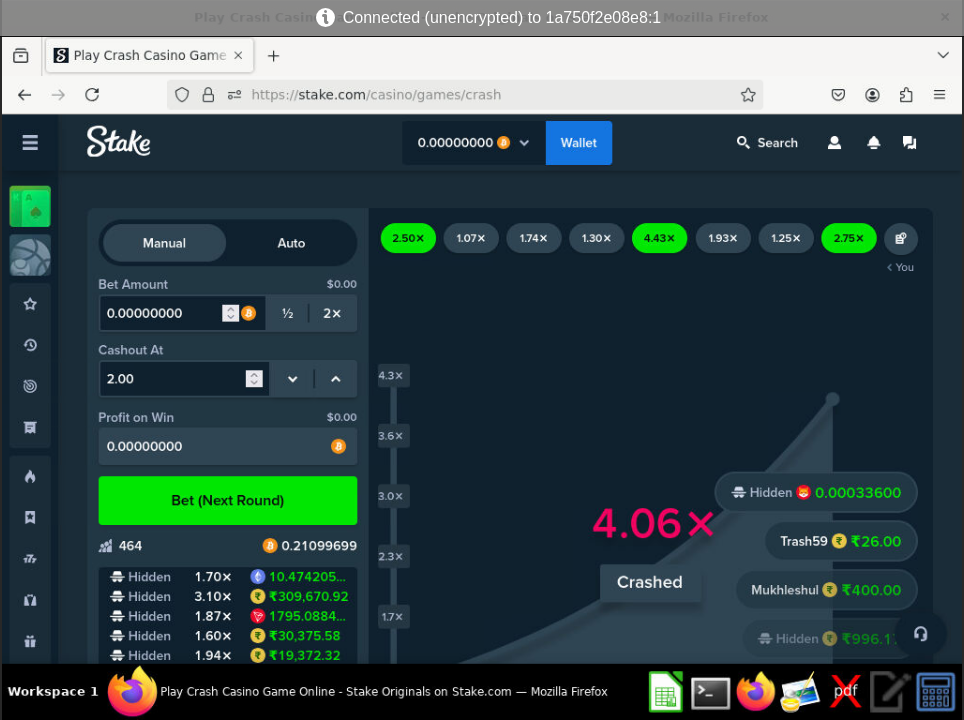 Connected (unencrypted) to 1a750f2e08e8:1
Play Crash Casino Game
https://stake.com/casino/games/crash
Stake
0.00000000
Wallet
Search
Manual
Auto
2.50×
1.07×
1.74×
1.30×
4.43×
1.93×
1.25×
2.75×
You
Bet Amount
$0.00
0.00000000
½
2×
Cashout At
2.00
Profit on Win
$0.00
0.00000000
Bet (Next Round)
464
0.21099699
Hidden 1.70× 10.474205...
Hidden 3.10× ₹309,670.92
Hidden 1.87× 1795.0884...
Hidden 1.60× ₹30,375.58
Hidden 1.94× ₹19,372.32
4.3×
3.6×
3.0×
2.3×
1.7×
4.06×
Crashed
Hidden 0.00033600
Trash59 ₹26.00
Mukhleshul ₹400.00
Hidden ₹996.1
Workspace 1
Play Crash Casino Game Online - Stake Originals on Stake.com — Mozilla Firefox
pdf